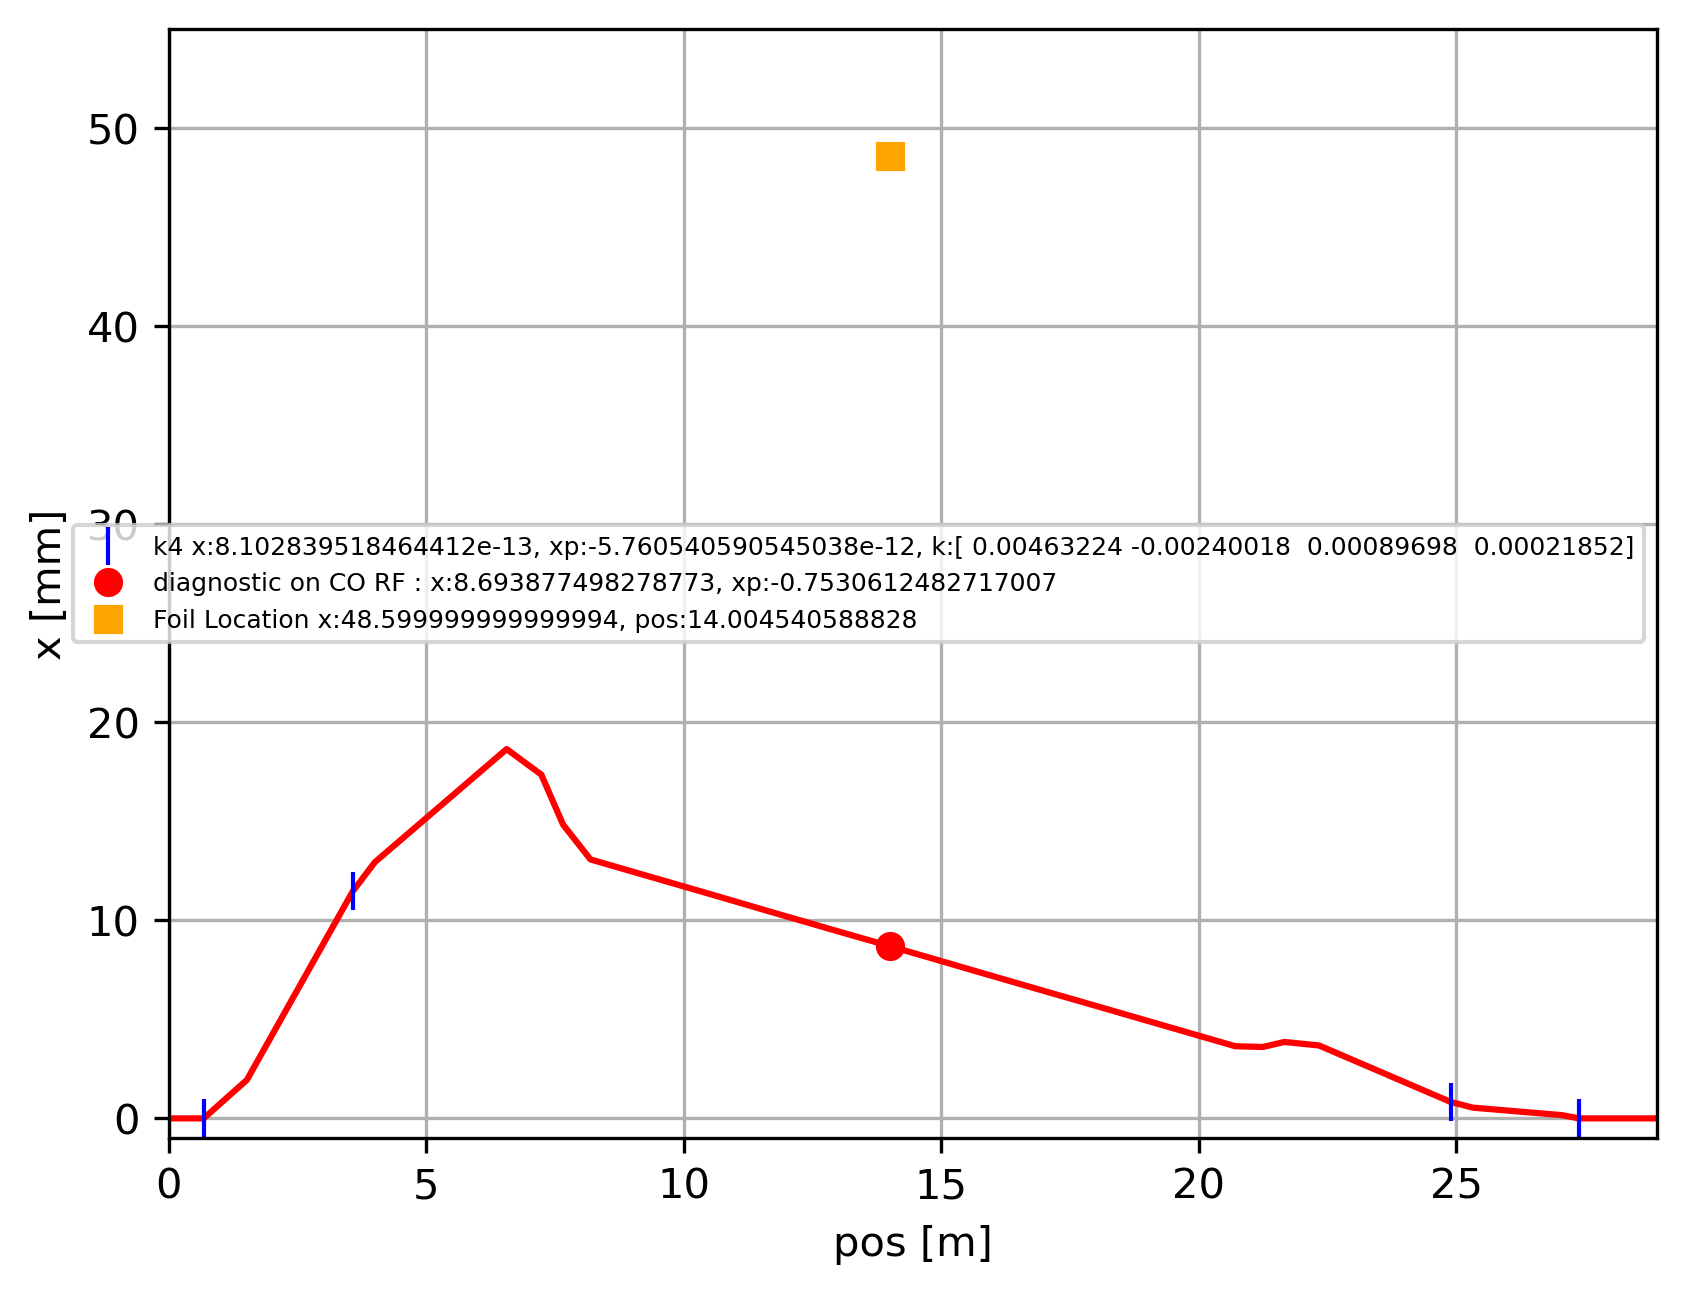 50
40
30
k4 x:8.102839518464412e-13, xp:-5.760540590545038e-12, k:[ 0.00463224 -0.00240018  0.00089698  0.00021852]
diagnostic on CO RF : x:8.693877498278773, xp:-0.7530612482717007
Foil Location x:48.599999999999994, pos:14.004540588828
x [mm]
20
10
0
0 5 10 15 20 25
pos [m]